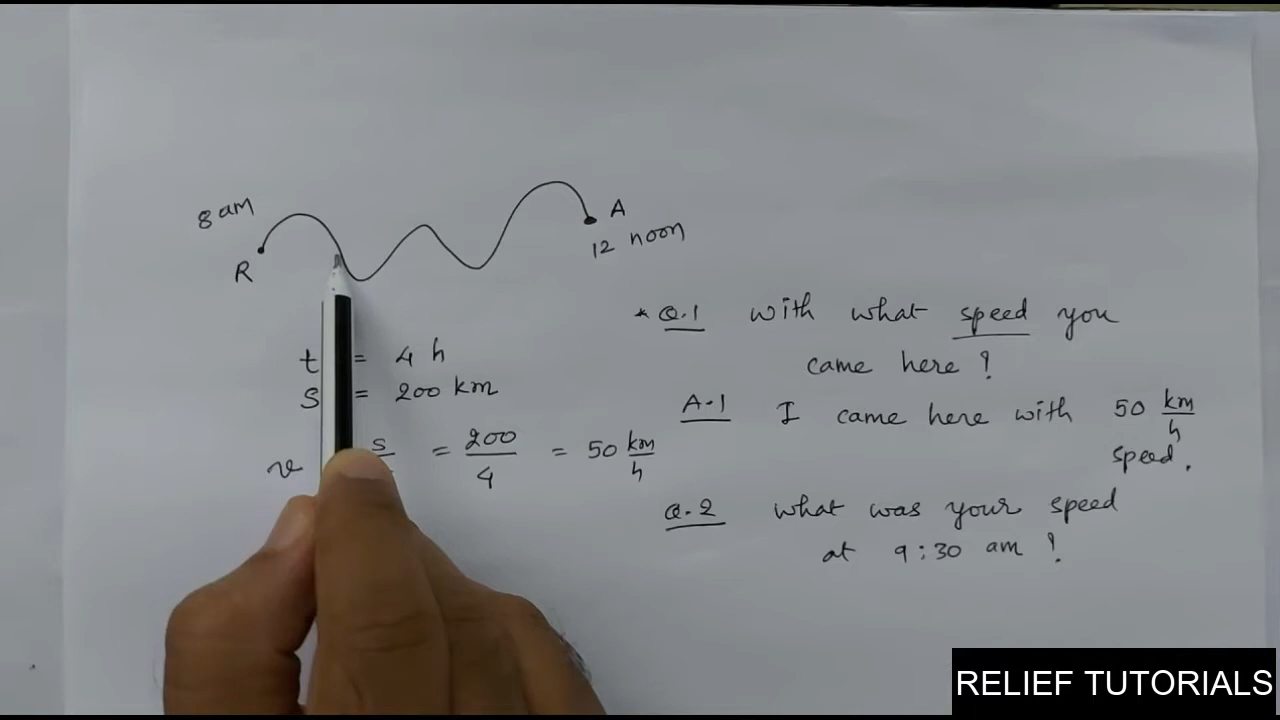 8 am
A
12 noon
R
* Q.1 With what speed you
came here ?
t = 4 h
S = 200 km
A.1 I came here with 50 km/h
speed.
v s = 200/4 = 50 km/h
Q.2 What was your speed
at 9:30 am ?
RELIEF TUTORIALS